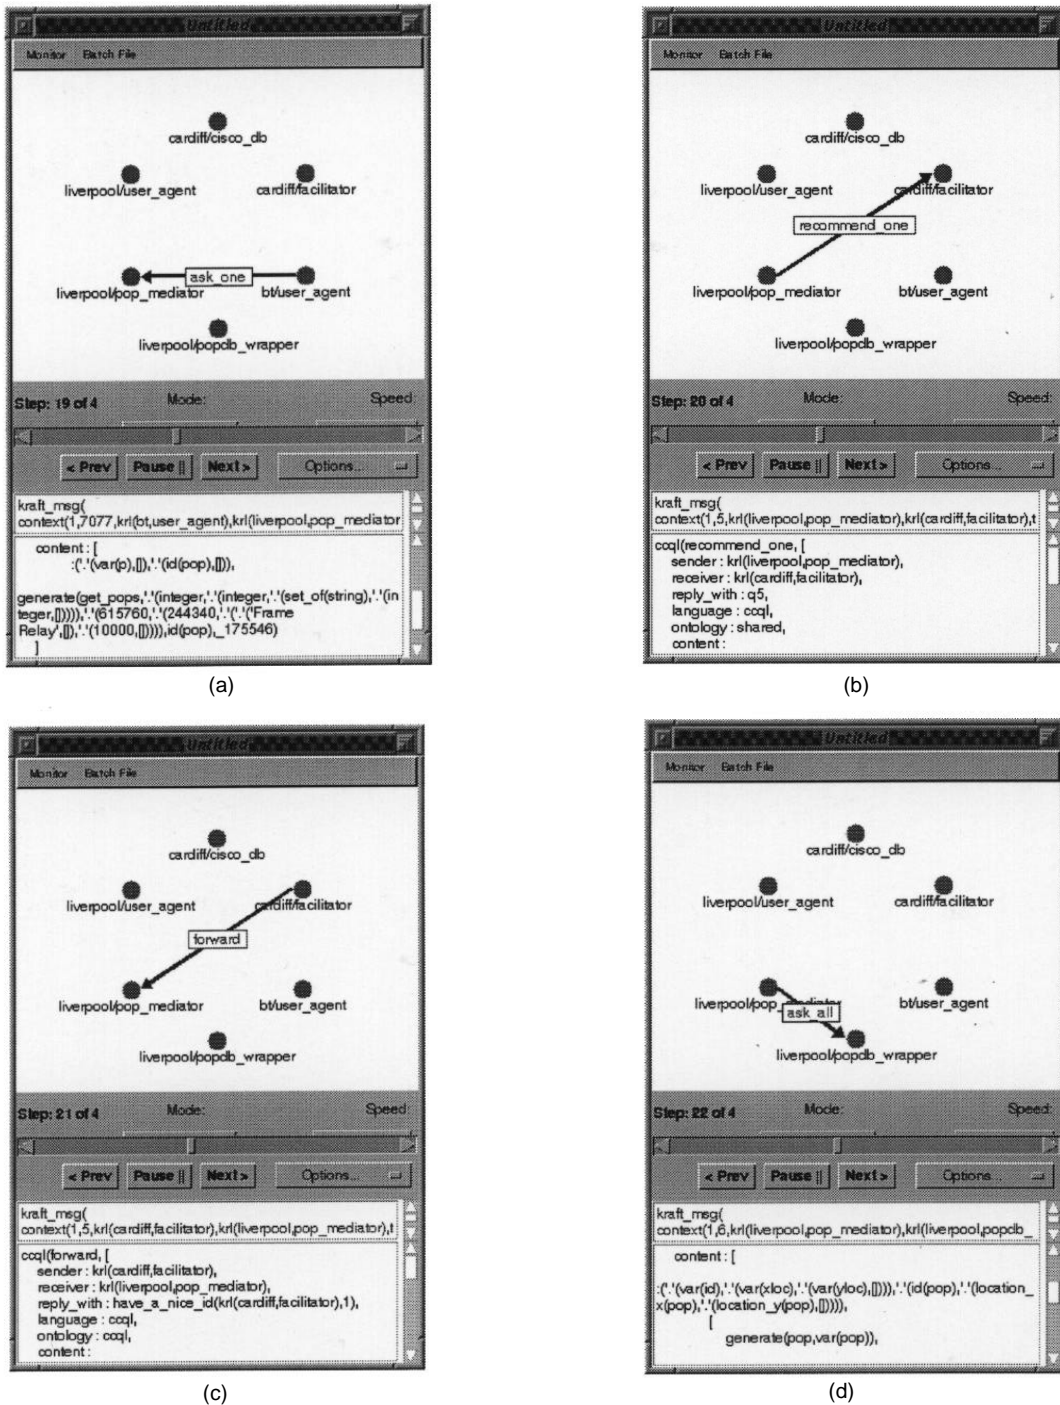 Untitled
Monitor Batch File
cardiff/cisco_db
liverpool/user_agent cardiff/facilitator
ask_one
liverpool/pop_mediator bt/user_agent
liverpool/popdb_wrapper
Step: 19 of 4 Mode: Speed:
< Prev Pause || Next > Options...
kraft_msg(
context(1,7077,krl(bt,user_agent),krl(liverpool,pop_mediator
content : [
:('.'(var(p),[]),'.'(id(pop),[])),
generate(get_pops,'.'(integer,'.'(integer,'.'(set_of(string),'.'(in
teger,[])))),'.'(615760,'.'(244340,'.'('.'('Frame
Relay',[]),'.'(10000,[])))),id(pop),_175546)
]
(a)
Untitled
Monitor Batch File
cardiff/cisco_db
liverpool/user_agent cardiff/facilitator
recommend_one
liverpool/pop_mediator bt/user_agent
liverpool/popdb_wrapper
Step: 20 of 4 Mode: Speed:
< Prev Pause || Next > Options...
kraft_msg(
context(1,5,krl(liverpool,pop_mediator),krl(cardiff,facilitator),t
ccql(recommend_one, [
sender : krl(liverpool,pop_mediator),
receiver : krl(cardiff,facilitator),
reply_with : q5,
language : ccql,
ontology : shared,
content :
(b)
Untitled
Monitor Batch File
cardiff/cisco_db
liverpool/user_agent cardiff/facilitator
forward
liverpool/pop_mediator bt/user_agent
liverpool/popdb_wrapper
Step: 21 of 4 Mode: Speed:
< Prev Pause || Next > Options...
kraft_msg(
context(1,5,krl(cardiff,facilitator),krl(liverpool,pop_mediator),t
ccql(forward, [
sender : krl(cardiff,facilitator),
receiver : krl(liverpool,pop_mediator),
reply_with : have_a_nice_id(krl(cardiff,facilitator),1),
language : ccql,
ontology : ccql,
content :
(c)
Untitled
Monitor Batch File
cardiff/cisco_db
liverpool/user_agent cardiff/facilitator
liverpool/pop_mediator bt/user_agent
ask_all
liverpool/popdb_wrapper
Step: 22 of 4 Mode: Speed:
< Prev Pause || Next > Options...
kraft_msg(
context(1,6,krl(liverpool,pop_mediator),krl(liverpool,popdb_
content : [
:('.'(var(id),'.'(var(xloc),'.'(var(yloc),[]))),'.'(id(pop),'.'(location_
x(pop),'.'(location_y(pop),[])))),
[
generate(pop,var(pop)),
(d)